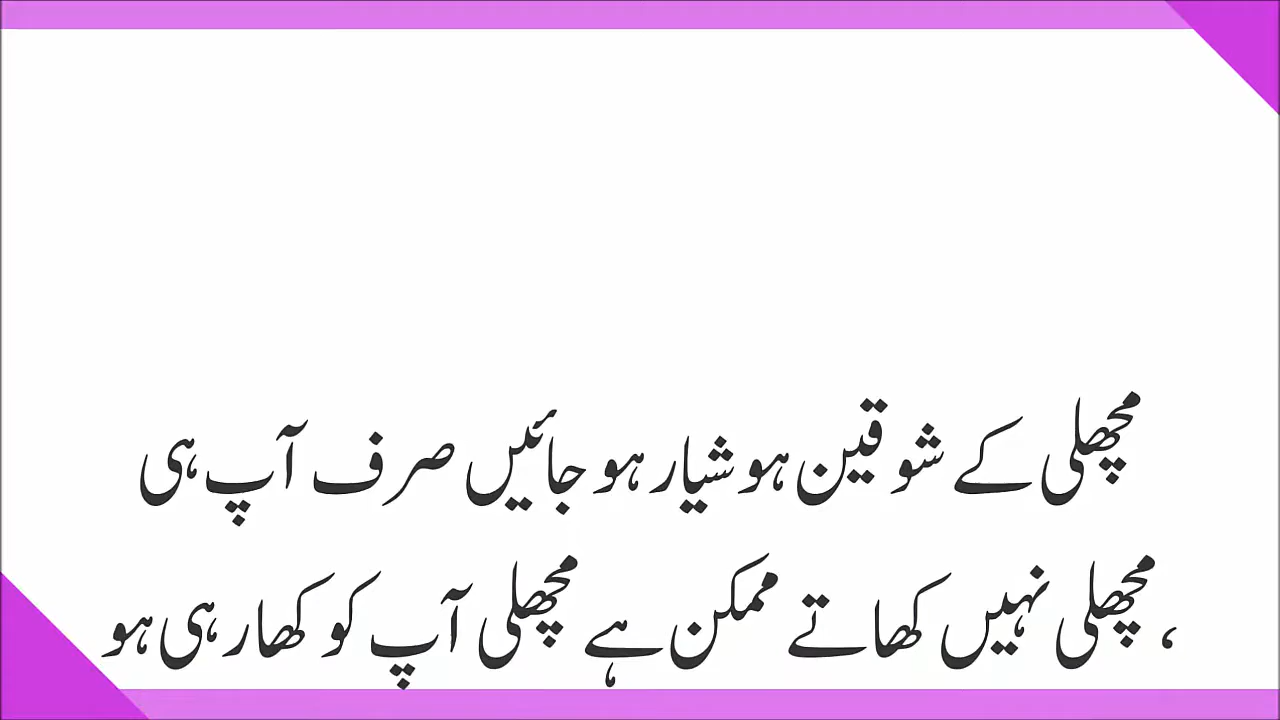 مچھلی کے شوقین ہوشیار ہو جائیں صرف آپ ہی
، مچھلی نہیں کھاتے ممکن ہے مچھلی آپ کو کھا رہی ہو